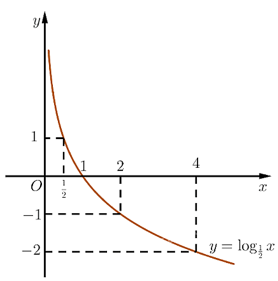 y
1
1 2 4
O 1/2 x
−1
−2 y = log_{1/2} x